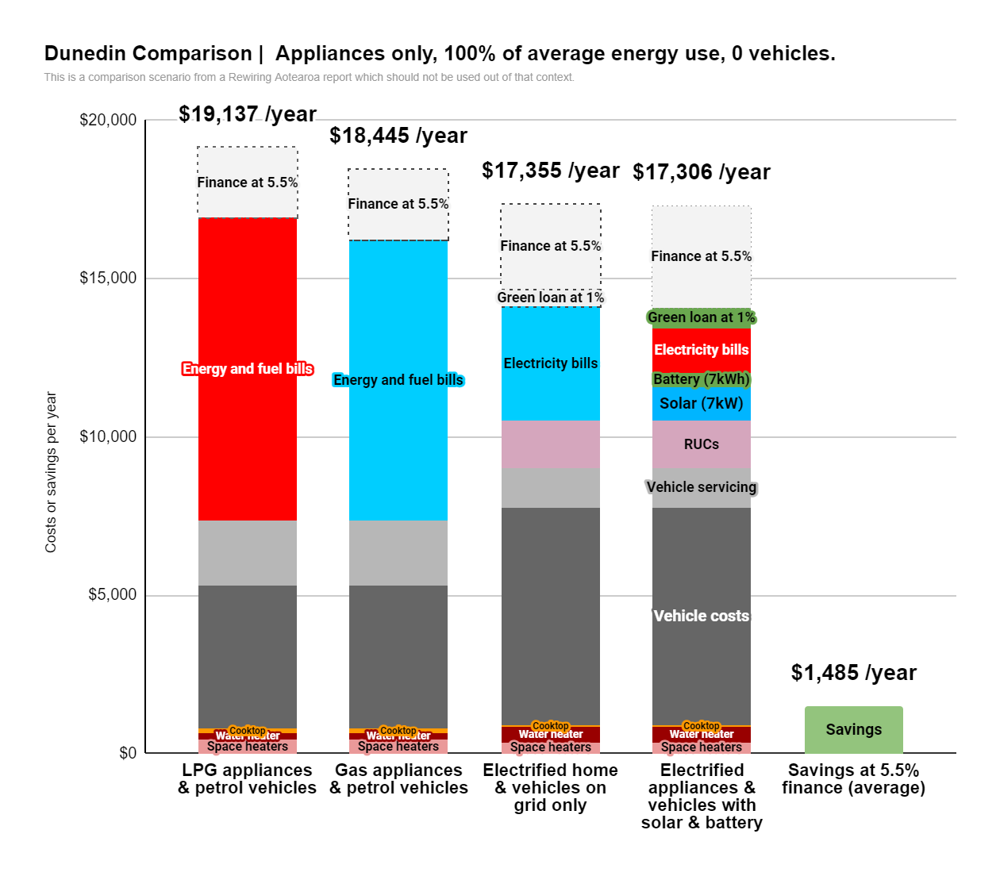 Dunedin Comparison | Appliances only, 100% of average energy use, 0 vehicles.
This is a comparison scenario from a Rewiring Aotearoa report which should not be used out of that context.
Costs or savings per year
$20,000
$15,000
$10,000
$5,000
$0
$19,137 /year
Finance at 5.5%
Energy and fuel bills
Cooktop
Water heater
Space heaters
LPG appliances
& petrol vehicles
$18,445 /year
Finance at 5.5%
Energy and fuel bills
Cooktop
Water heater
Space heaters
Gas appliances
& petrol vehicles
$17,355 /year
Finance at 5.5%
Green loan at 1%
Electricity bills
Cooktop
Water heater
Space heaters
Electrified home
& vehicles on
grid only
$17,306 /year
Finance at 5.5%
Green loan at 1%
Electricity bills
Battery (7kWh)
Solar (7kW)
RUCs
Vehicle servicing
Vehicle costs
Cooktop
Water heater
Space heaters
Electrified
appliances &
vehicles with
solar & battery
$1,485 /year
Savings
Savings at 5.5%
finance (average)